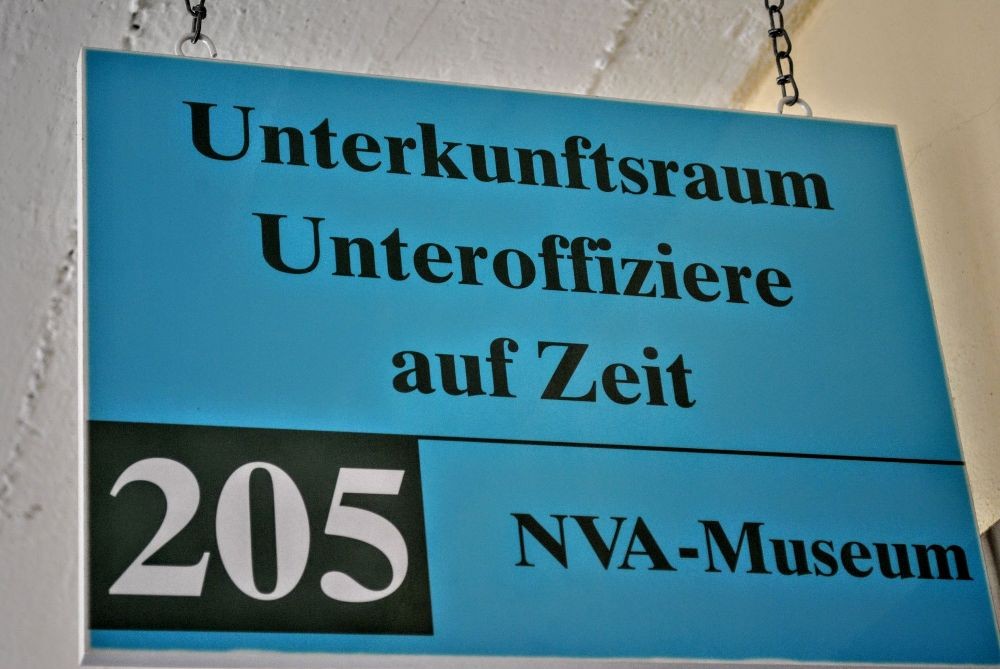 Unterkunftsraum
Unteroffiziere
auf Zeit
205 NVA-Museum